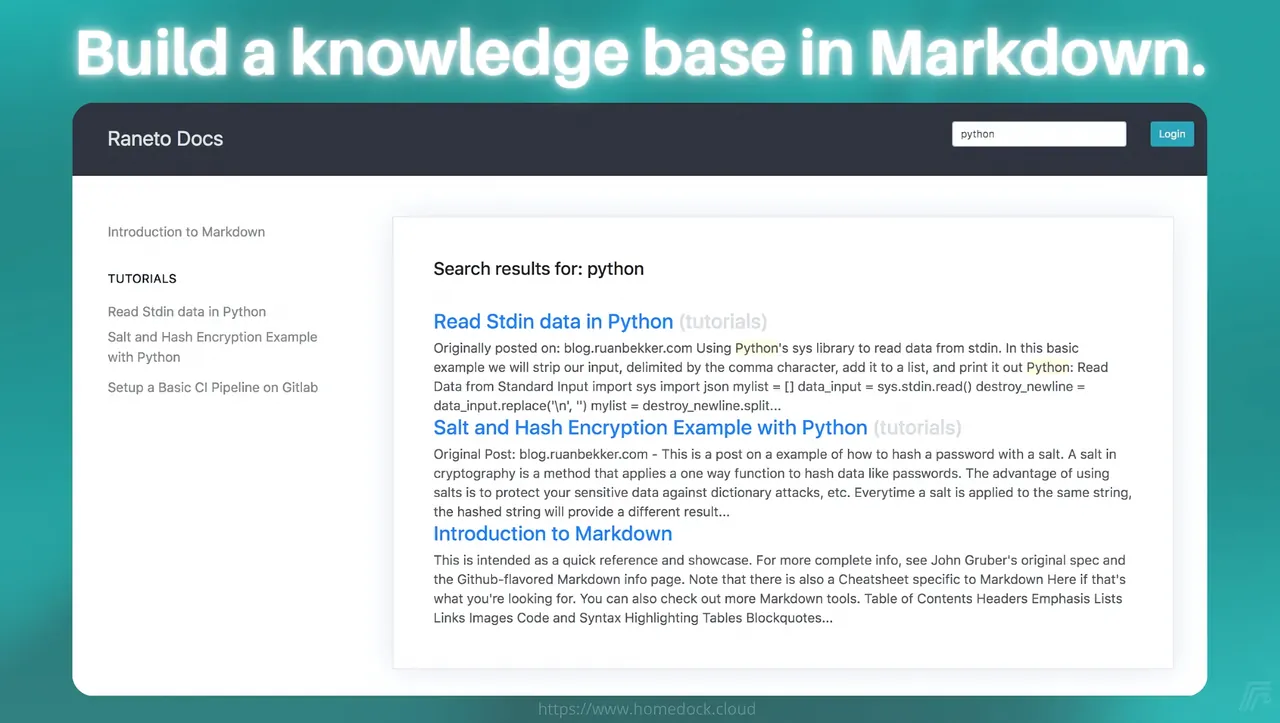 Build a knowledge base in Markdown.
Raneto Docs
python
Login
Introduction to Markdown
TUTORIALS
Read Stdin data in Python
Salt and Hash Encryption Example
with Python
Setup a Basic CI Pipeline on Gitlab
Search results for: python
Read Stdin data in Python (tutorials)
Originally posted on: blog.ruanbekker.com Using Python's sys library to read data from stdin. In this basic
example we will strip our input, delimited by the comma character, add it to a list, and print it out Python: Read
Data from Standard Input import sys import json mylist = [] data_input = sys.stdin.read() destroy_newline =
data_input.replace('\n', '') mylist = destroy_newline.split...
Salt and Hash Encryption Example with Python (tutorials)
Original Post: blog.ruanbekker.com - This is a post on a example of how to hash a password with a salt. A salt in
cryptography is a method that applies a one way function to hash data like passwords. The advantage of using
salts is to protect your sensitive data against dictionary attacks, etc. Everytime a salt is applied to the same string,
the hashed string will provide a different result...
Introduction to Markdown
This is intended as a quick reference and showcase. For more complete info, see John Gruber's original spec and
the Github-flavored Markdown info page. Note that there is also a Cheatsheet specific to Markdown Here if that's
what you're looking for. You can also check out more Markdown tools. Table of Contents Headers Emphasis Lists
Links Images Code and Syntax Highlighting Tables Blockquotes...
https://www.homedock.cloud